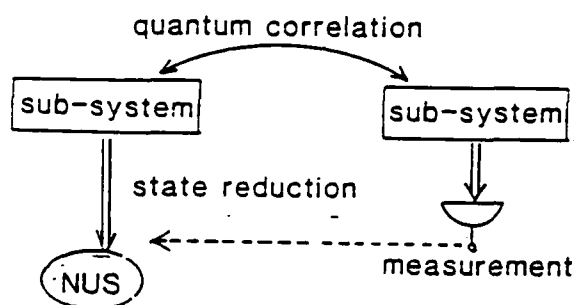 quantum correlation
sub-system
sub-system
state reduction
NUS
measurement